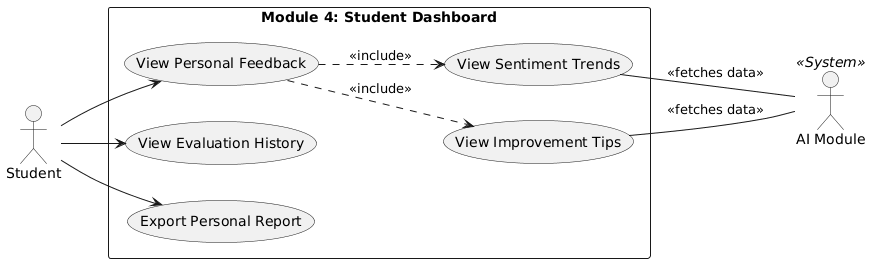 Module 4: Student Dashboard
View Personal Feedback
«include»
View Sentiment Trends
«fetches data»
«System»
«include»
«fetches data»
AI Module
Student
View Evaluation History
View Improvement Tips
Export Personal Report